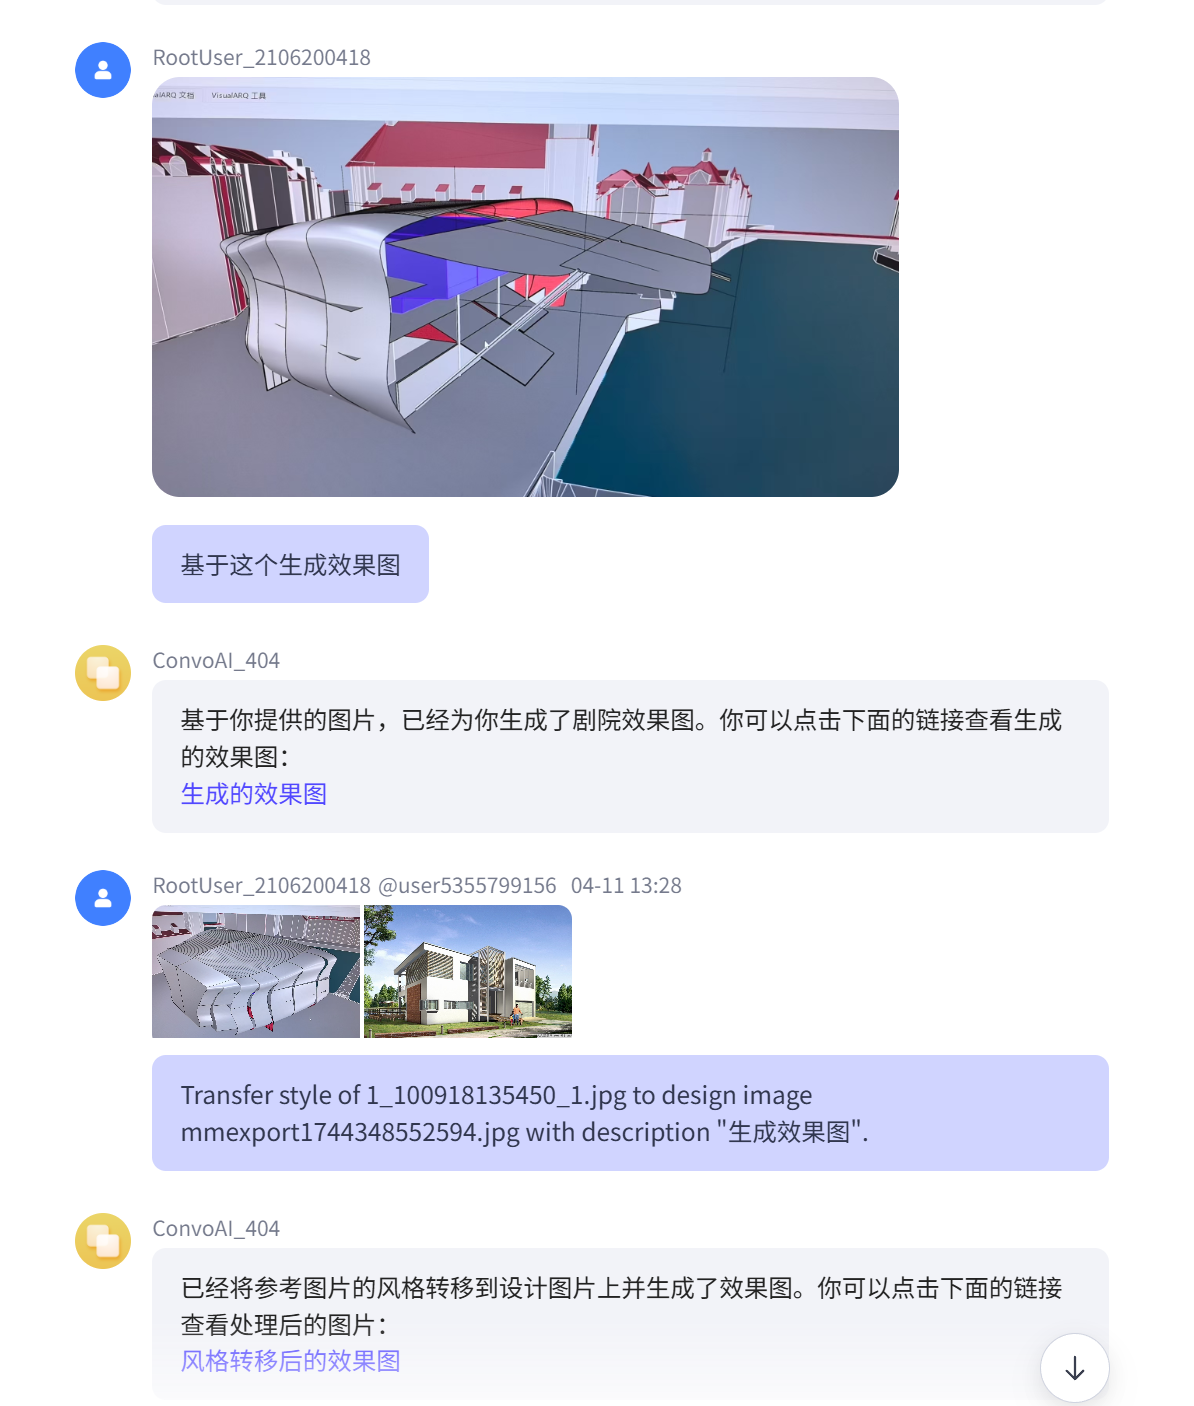 RootUser_2106200418
alARQ 文档 VisualARQ 工具
基于这个生成效果图
ConvoAI_404
基于你提供的图片，已经为你生成了剧院效果图。你可以点击下面的链接查看生成
的效果图：
生成的效果图
RootUser_2106200418 @user5355799156 04-11 13:28
Transfer style of 1_100918135450_1.jpg to design image
mmexport1744348552594.jpg with description "生成效果图".
ConvoAI_404
已经将参考图片的风格转移到设计图片上并生成了效果图。你可以点击下面的链接
查看处理后的图片：
风格转移后的效果图